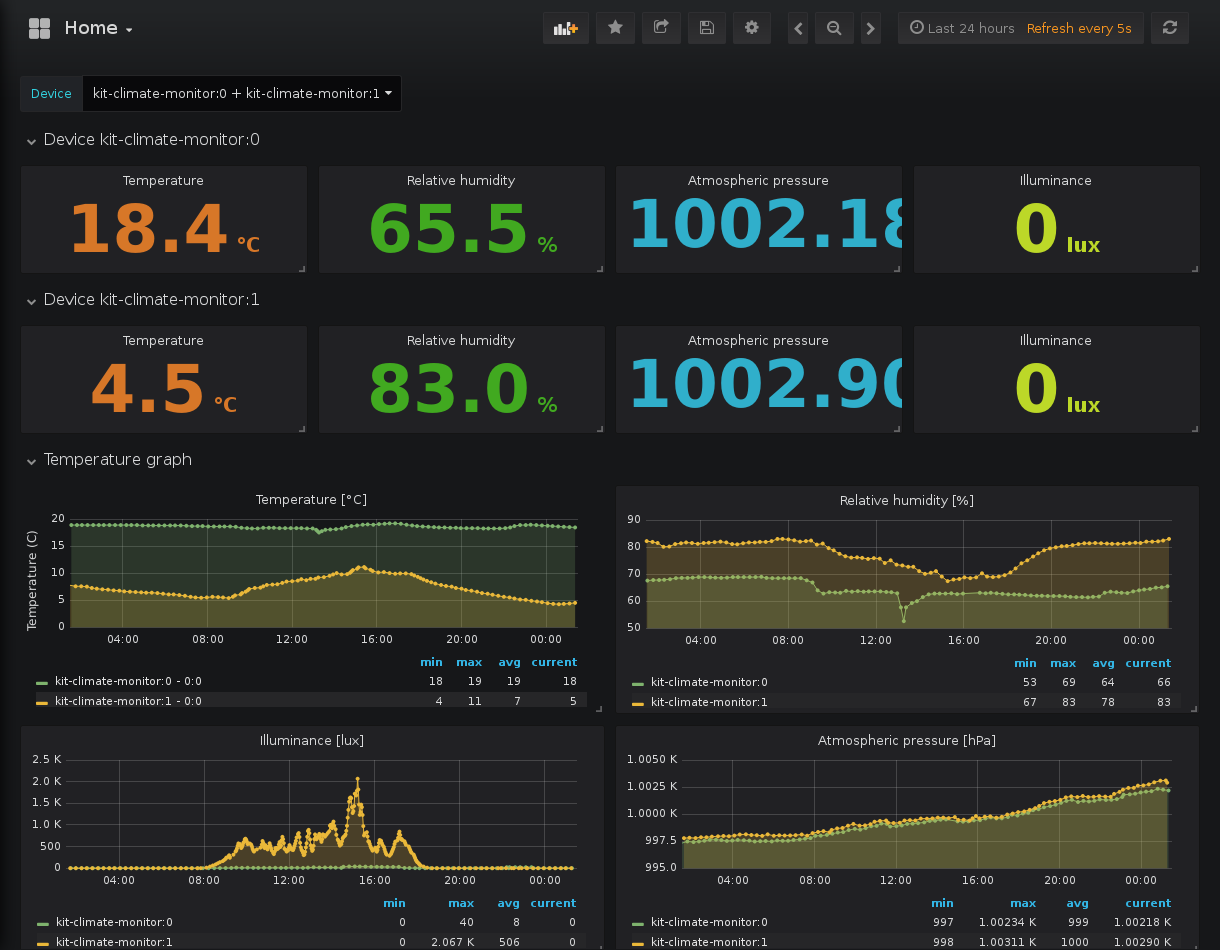 Home
Last 24 hours Refresh every 5s
Device kit-climate-monitor:0 + kit-climate-monitor:1
Device kit-climate-monitor:0
Temperature Relative humidity Atmospheric pressure Illuminance
18.4 °C 65.5 % 1002.18 0 lux
Device kit-climate-monitor:1
Temperature Relative humidity Atmospheric pressure Illuminance
4.5 °C 83.0 % 1002.90 0 lux
Temperature graph
Temperature [°C]
Temperature (C)
20
15
10
5
0
04:00 08:00 12:00 16:00 20:00 00:00
min max avg current
kit-climate-monitor:0 - 0:0 18 19 19 18
kit-climate-monitor:1 - 0:0 4 11 7 5
Relative humidity [%]
90
80
70
60
50
04:00 08:00 12:00 16:00 20:00 00:00
min max avg current
kit-climate-monitor:0 53 69 64 66
kit-climate-monitor:1 67 83 78 83
Illuminance [lux]
2.5 K
2.0 K
1.5 K
1.0 K
500
0
04:00 08:00 12:00 16:00 20:00 00:00
min max avg current
kit-climate-monitor:0 0 40 8 0
kit-climate-monitor:1 0 2.067 K 506 0
Atmospheric pressure [hPa]
1.0050 K
1.0025 K
1.0000 K
997.5
995.0
04:00 08:00 12:00 16:00 20:00 00:00
min max avg current
kit-climate-monitor:0 997 1.00234 K 999 1.00218 K
kit-climate-monitor:1 998 1.00311 K 1000 1.00290 K